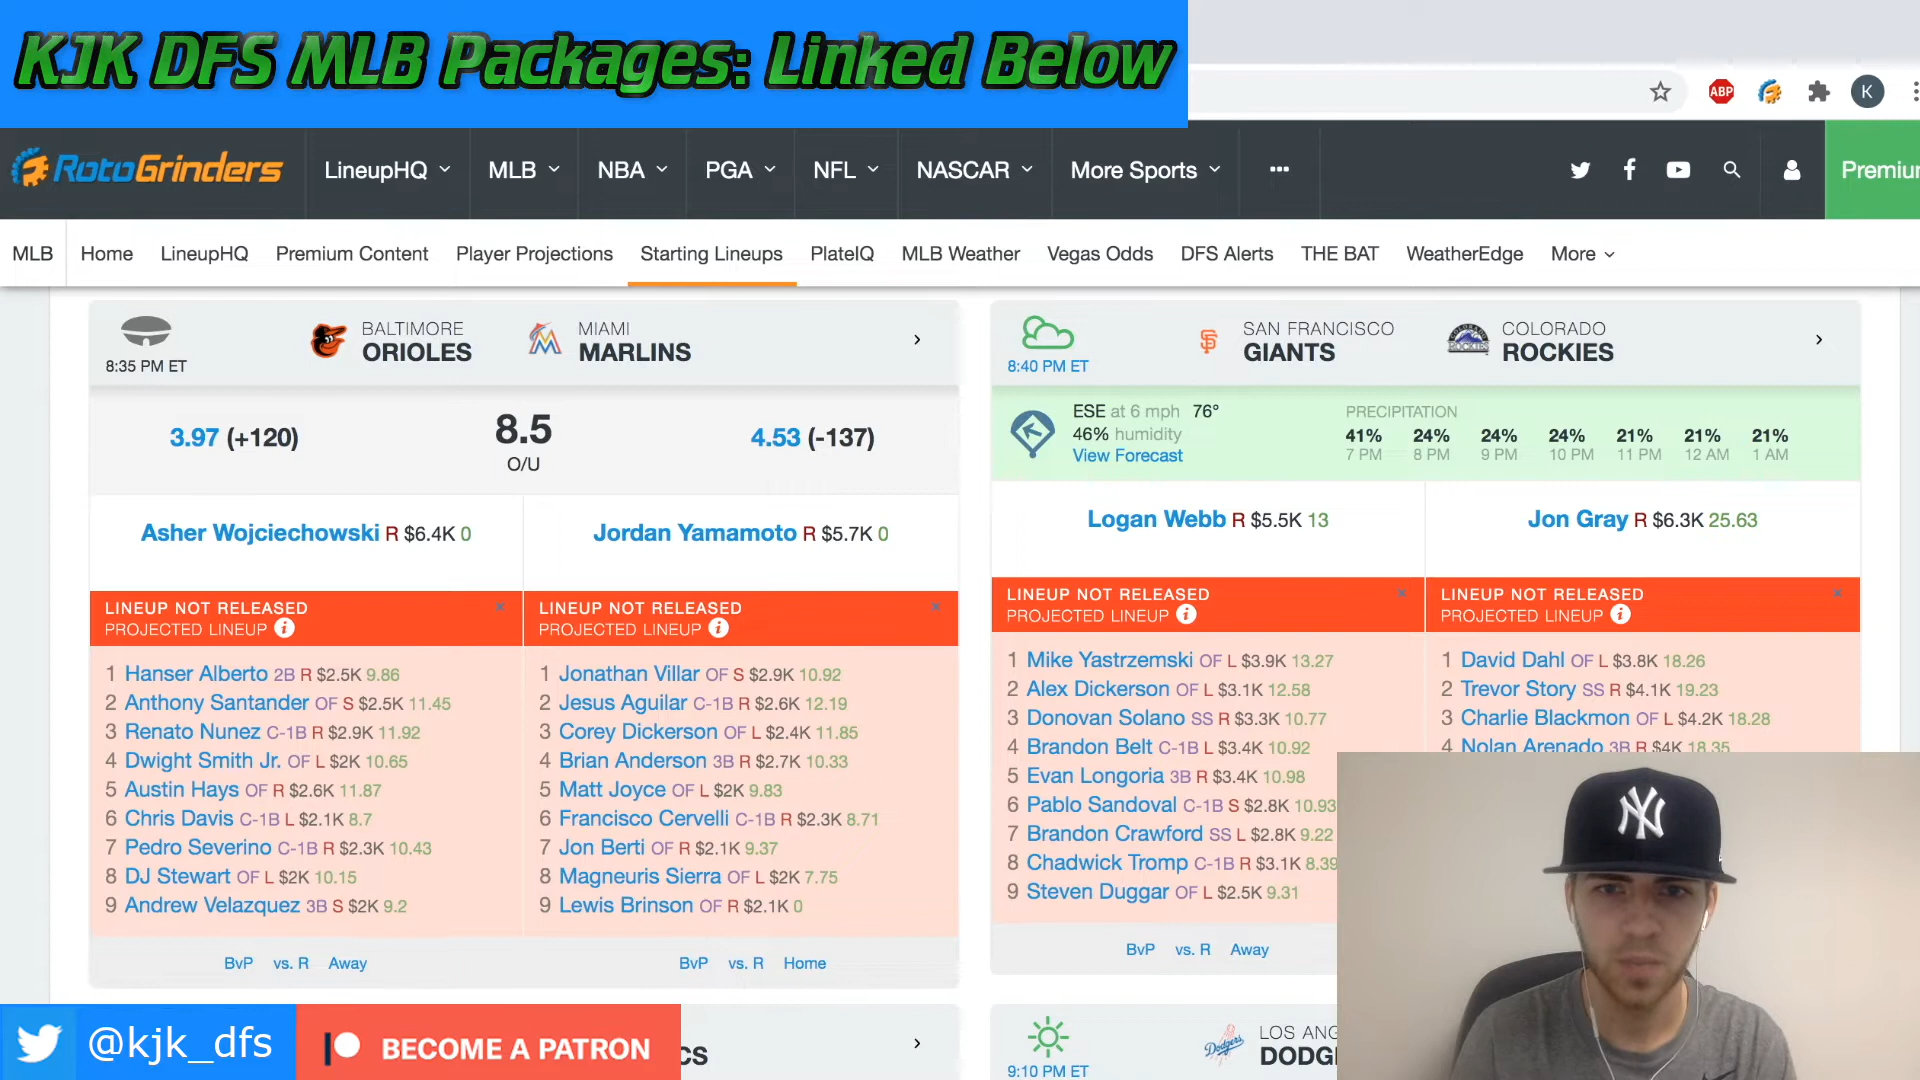 KJK DFS MLB Packages: Linked Below
ABP
K
RotoGrinders
LineupHQ
MLB
NBA
PGA
NFL
NASCAR
More Sports
MLB
Home
LineupHQ
Premium Content
Player Projections
Starting Lineups
PlateIQ
MLB Weather
Vegas Odds
DFS Alerts
THE BAT
WeatherEdge
More
8:35 PM ET
BALTIMORE
ORIOLES
MIAMI
MARLINS
3.97 (+120)
8.5
O/U
4.53 (-137)
Asher Wojciechowski R $6.4K 0
Jordan Yamamoto R $5.7K 0
LINEUP NOT RELEASED
PROJECTED LINEUP i
1 Hanser Alberto 2B R $2.5K 9.86
2 Anthony Santander OF S $2.5K 11.45
3 Renato Nunez C-1B R $2.9K 11.92
4 Dwight Smith Jr. OF L $2K 10.65
5 Austin Hays OF R $2.6K 11.87
6 Chris Davis C-1B L $2.1K 8.7
7 Pedro Severino C-1B R $2.3K 10.43
8 DJ Stewart OF L $2K 10.15
9 Andrew Velazquez 3B S $2K 9.2
BvP vs. R Away
LINEUP NOT RELEASED
PROJECTED LINEUP i
1 Jonathan Villar OF S $2.9K 10.92
2 Jesus Aguilar C-1B R $2.6K 12.19
3 Corey Dickerson OF L $2.4K 11.85
4 Brian Anderson 3B R $2.7K 10.33
5 Matt Joyce OF L $2K 9.83
6 Francisco Cervelli C-1B R $2.3K 8.71
7 Jon Berti OF R $2.1K 9.37
8 Magneuris Sierra OF L $2K 7.75
9 Lewis Brinson OF R $2.1K 0
BvP vs. R Home
8:40 PM ET
SAN FRANCISCO
GIANTS
COLORADO
ROCKIES
ESE at 6 mph 76°
46% humidity
View Forecast
PRECIPITATION
41% 24% 24% 24% 21% 21% 21%
7 PM 8 PM 9 PM 10 PM 11 PM 12 AM 1 AM
Logan Webb R $5.5K 13
Jon Gray R $6.3K 25.63
LINEUP NOT RELEASED
PROJECTED LINEUP i
1 Mike Yastrzemski OF L $3.9K 13.27
2 Alex Dickerson OF L $3.1K 12.58
3 Donovan Solano SS R $3.3K 10.77
4 Brandon Belt C-1B L $3.4K 10.92
5 Evan Longoria 3B R $3.4K 10.98
6 Pablo Sandoval C-1B S $2.8K 10.93
7 Brandon Crawford SS L $2.8K 9.22
8 Chadwick Tromp C-1B R $3.1K 8.39
9 Steven Duggar OF L $2.5K 9.31
BvP vs. R Away
LINEUP NOT RELEASED
PROJECTED LINEUP i
1 David Dahl OF L $3.8K 18.26
2 Trevor Story SS R $4.1K 19.23
3 Charlie Blackmon OF L $4.2K 18.28
4 Nolan Arenado 3B R $4K 18.35
NY
@kjk_dfs
BECOME A PATRON
CS
9:10 PM ET
Dodgers
LOS ANG
DODG